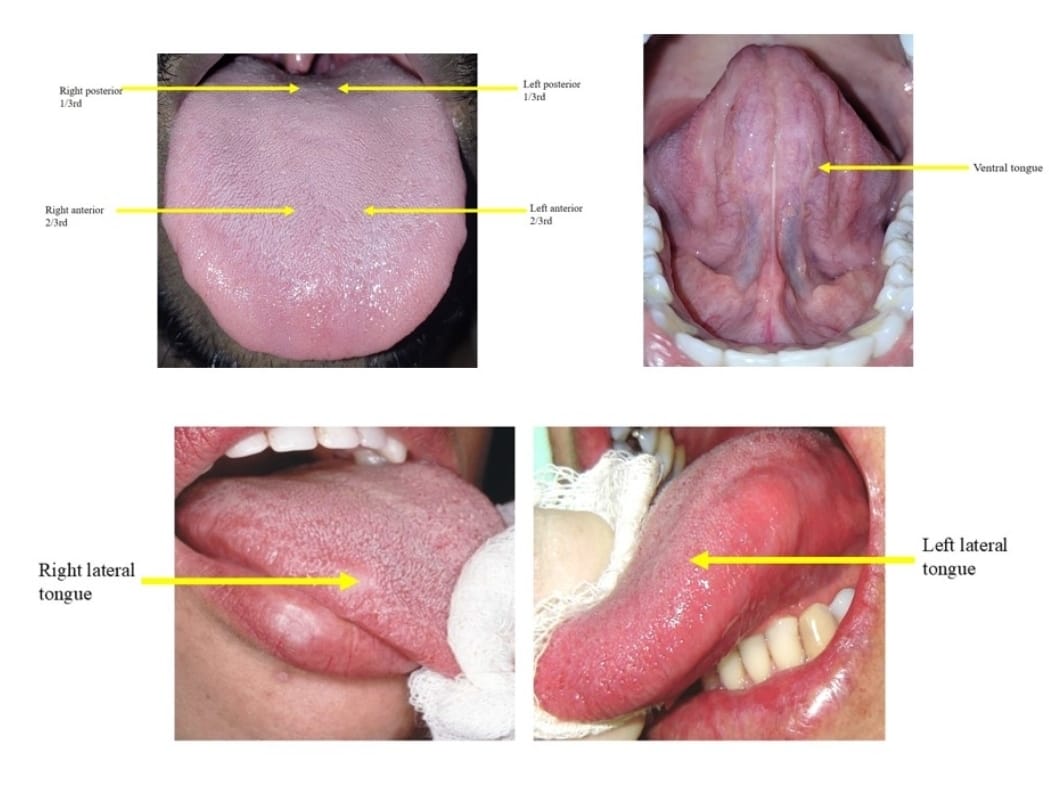 Right posterior
1/3rd
Left posterior
1/3rd
Ventral tongue
Right anterior
2/3rd
Left anterior
2/3rd
Right lateral
tongue
Left lateral
tongue